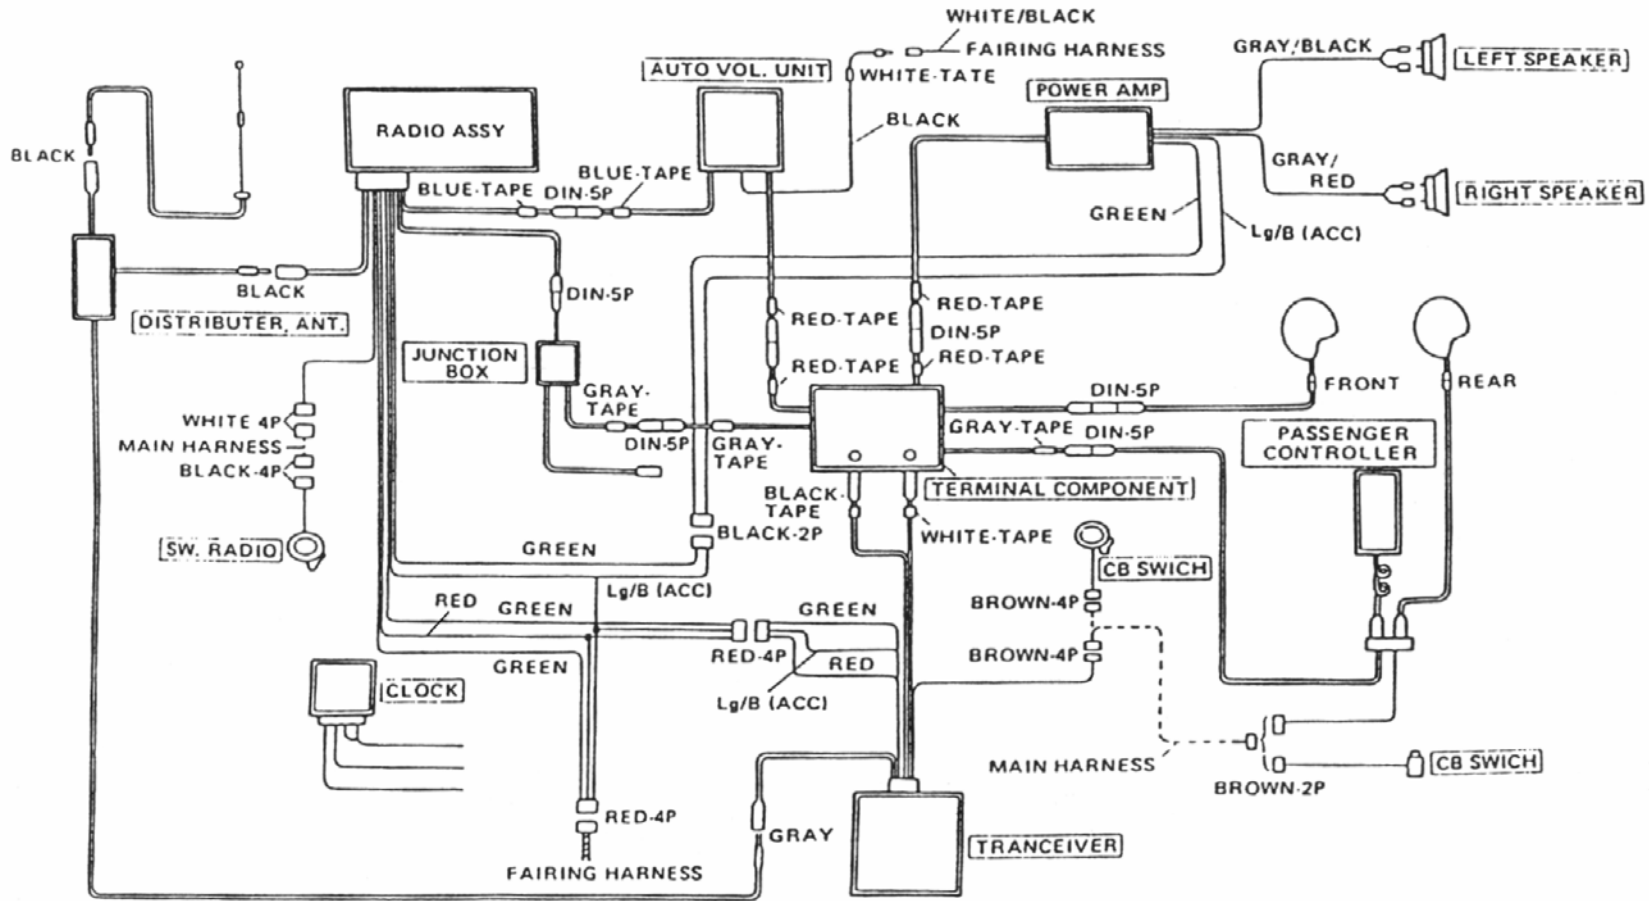 WHITE/BLACK
FAIRING HARNESS
WHITE-TATE
GRAY/BLACK
LEFT SPEAKER
AUTO VOL. UNIT
POWER AMP
RADIO ASSY
BLACK
BLACK
GRAY/
RED
RIGHT SPEAKER
BLUE-TAPE
BLUE-TAPE
DIN-5P
GREEN
Lg/B (ACC)
BLACK
DIN-5P
DISTRIBUTER, ANT.
RED-TAPE
RED-TAPE
DIN-5P
RED-TAPE
RED-TAPE
JUNCTION
BOX
GRAY-
TAPE
DIN-5P
GRAY-
TAPE
DIN-5P
FRONT
REAR
GRAY-TAPE
DIN-5P
PASSENGER
CONTROLLER
WHITE 4P
MAIN HARNESS
BLACK-4P
SW. RADIO
BLACK-
TAPE
TERMINAL COMPONENT
WHITE-TAPE
BLACK-2P
GREEN
Lg/B (ACC)
CB SWICH
BROWN-4P
BROWN-4P
RED
GREEN
GREEN
GREEN
RED-4P
RED
Lg/B (ACC)
CLOCK
MAIN HARNESS
BROWN-2P
CB SWICH
RED-4P
FAIRING HARNESS
GRAY
TRANCEIVER